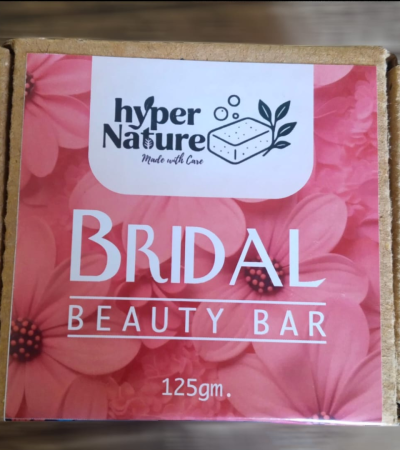 hyper
Nature
Made with Care
BRIDAL
BEAUTY BAR
125gm.